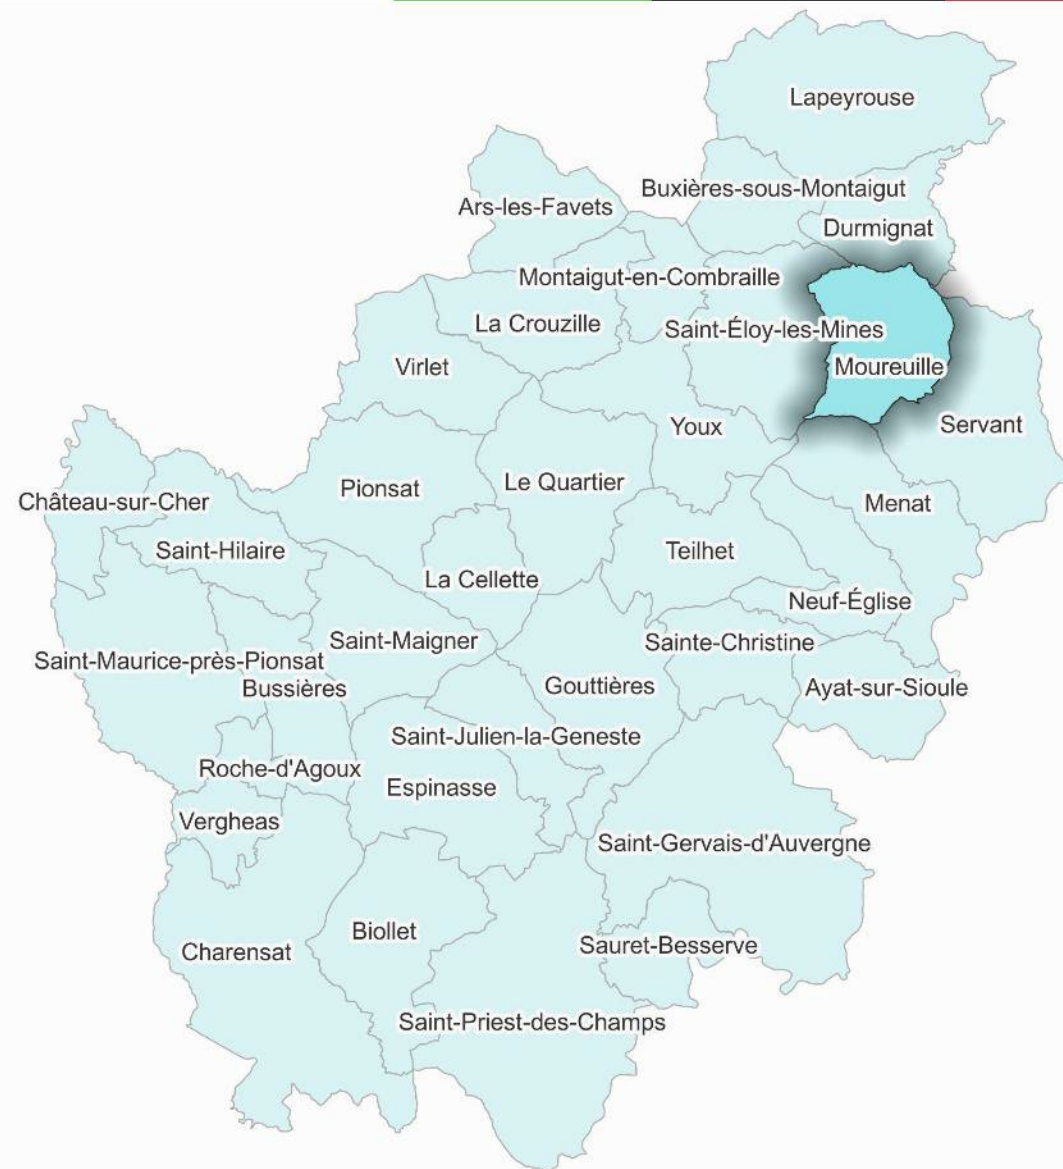 Lapeyrouse
Buxières-sous-Montaigut
Ars-les-Favets
Durmignat
Montaigut-en-Combraille
La Crouzille
Saint-Éloy-les-Mines
Virlet
Moureuille
Youx
Servant
Le Quartier
Pionsat
Château-sur-Cher
Menat
Saint-Hilaire
Teilhet
La Cellette
Neuf-Église
Saint-Maigner
Sainte-Christine
Saint-Maurice-près-Pionsat
Gouttières
Bussières
Ayat-sur-Sioule
Saint-Julien-la-Geneste
Roche-d'Agoux
Espinasse
Vergheas
Saint-Gervais-d'Auvergne
Biollet
Sauret-Besserve
Charensat
Saint-Priest-des-Champs